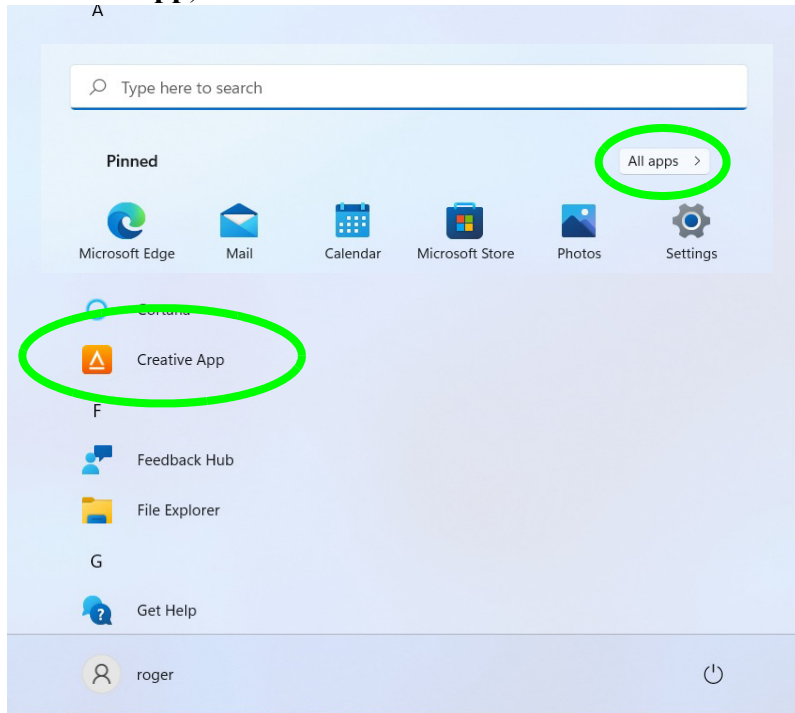 A
Type here to search
Pinned
All apps >
Microsoft Edge Mail Calendar Microsoft Store Photos Settings
Cortana
Creative App
F
Feedback Hub
File Explorer
G
Get Help
roger